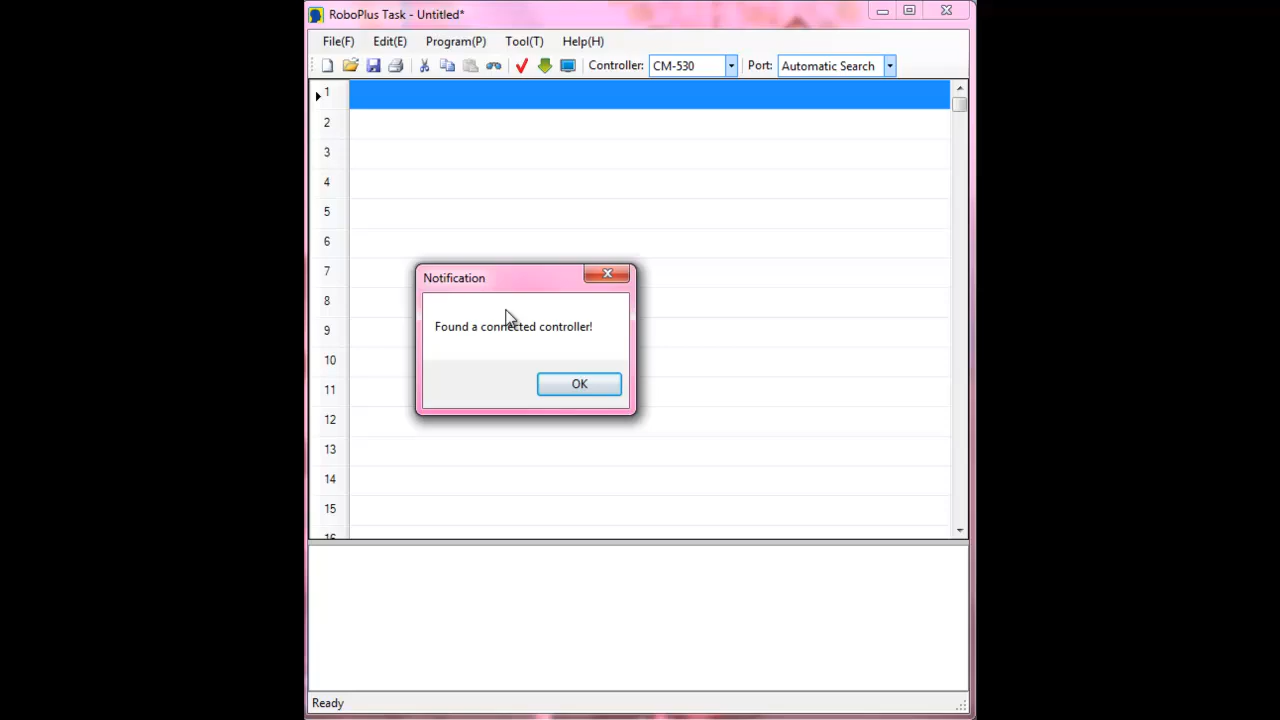 RoboPlus Task - Untitled*
File(F) Edit(E) Program(P) Tool(T) Help(H)
Controller: CM-530 Port: Automatic Search
1
2
3
4
5
6
7
8
9
10
11
12
13
14
15
16
Notification
Found a connected controller!
OK
Ready